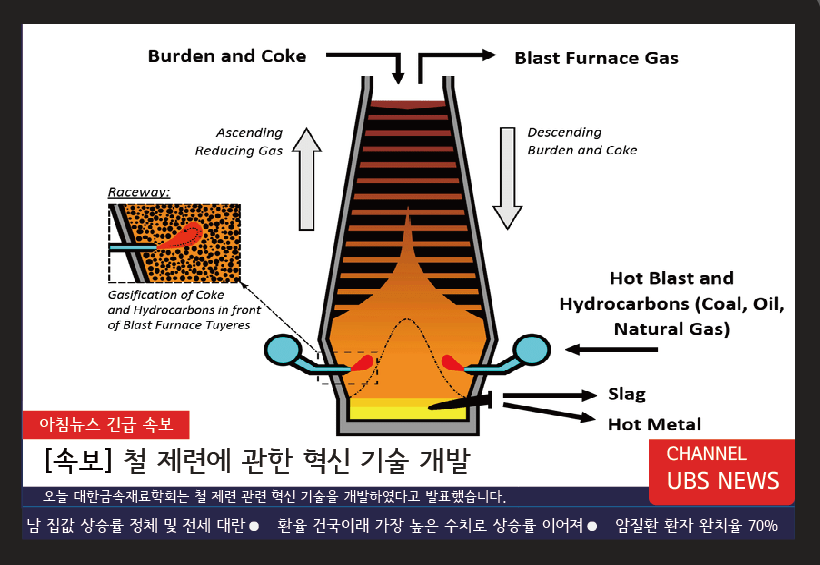 Burden and Coke
Blast Furnace Gas
Ascending
Reducing Gas
Descending
Burden and Coke
Raceway:
Gasification of Coke
and Hydrocarbons in front
of Blast Furnace Tuyeres
Hot Blast and
Hydrocarbons (Coal, Oil,
Natural Gas)
Slag
Hot Metal
아침뉴스 긴급 속보
[속보] 철 제련에 관한 혁신 기술 개발
CHANNEL
UBS NEWS
오늘 대한금속재료학회는 철 제련 관련 혁신 기술을 개발하였다고 발표했습니다.
남 집값 상승률 정체 및 전세 대란● 환율 건국이래 가장 높은 수치로 상승률 이어져● 암질환 환자 완치율 70%